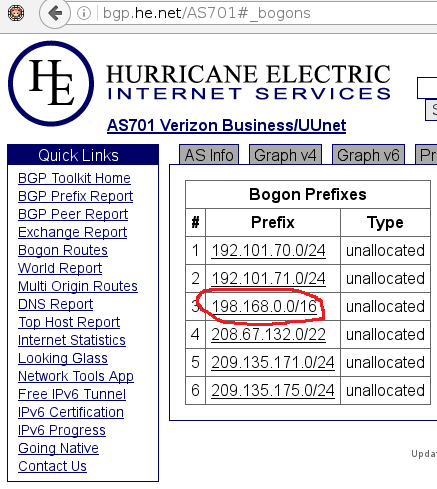 bgp.he.net/AS701#_bogons
HE
HURRICANE ELECTRIC
INTERNET SERVICES
AS701 Verizon Business/UUnet
Quick Links
BGP Toolkit Home
BGP Prefix Report
BGP Peer Report
Exchange Report
Bogon Routes
World Report
Multi Origin Routes
DNS Report
Top Host Report
Internet Statistics
Looking Glass
Network Tools App
Free IPv6 Tunnel
IPv6 Certification
IPv6 Progress
Going Native
Contact Us
AS Info Graph v4 Graph v6
Bogon Prefixes
# Prefix Type
1 192.101.70.0/24 unallocated
2 192.101.71.0/24 unallocated
3 198.168.0.0/16 unallocated
4 208.67.132.0/22 unallocated
5 209.135.171.0/24 unallocated
6 209.135.175.0/24 unallocated